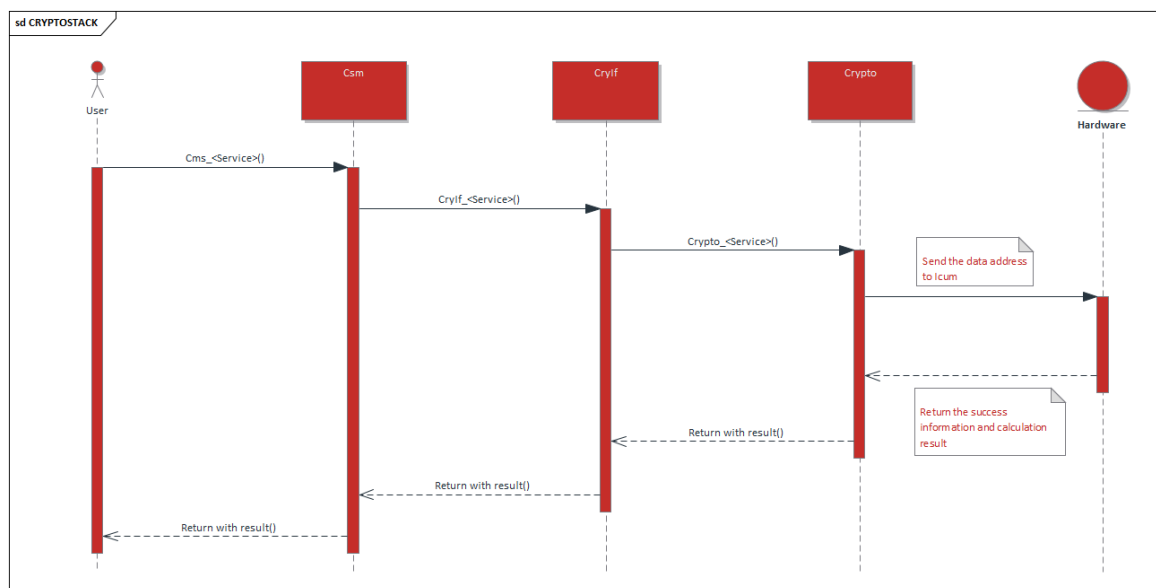 sd CRYPTOSTACK
Csm
CryIf
Crypto
User
Hardware
Cms_<Service>()
CryIf_<Service>()
Crypto_<Service>()
Send the data address
to Icum
Return the success
information and calculation
result
Return with result()
Return with result()
Return with result()